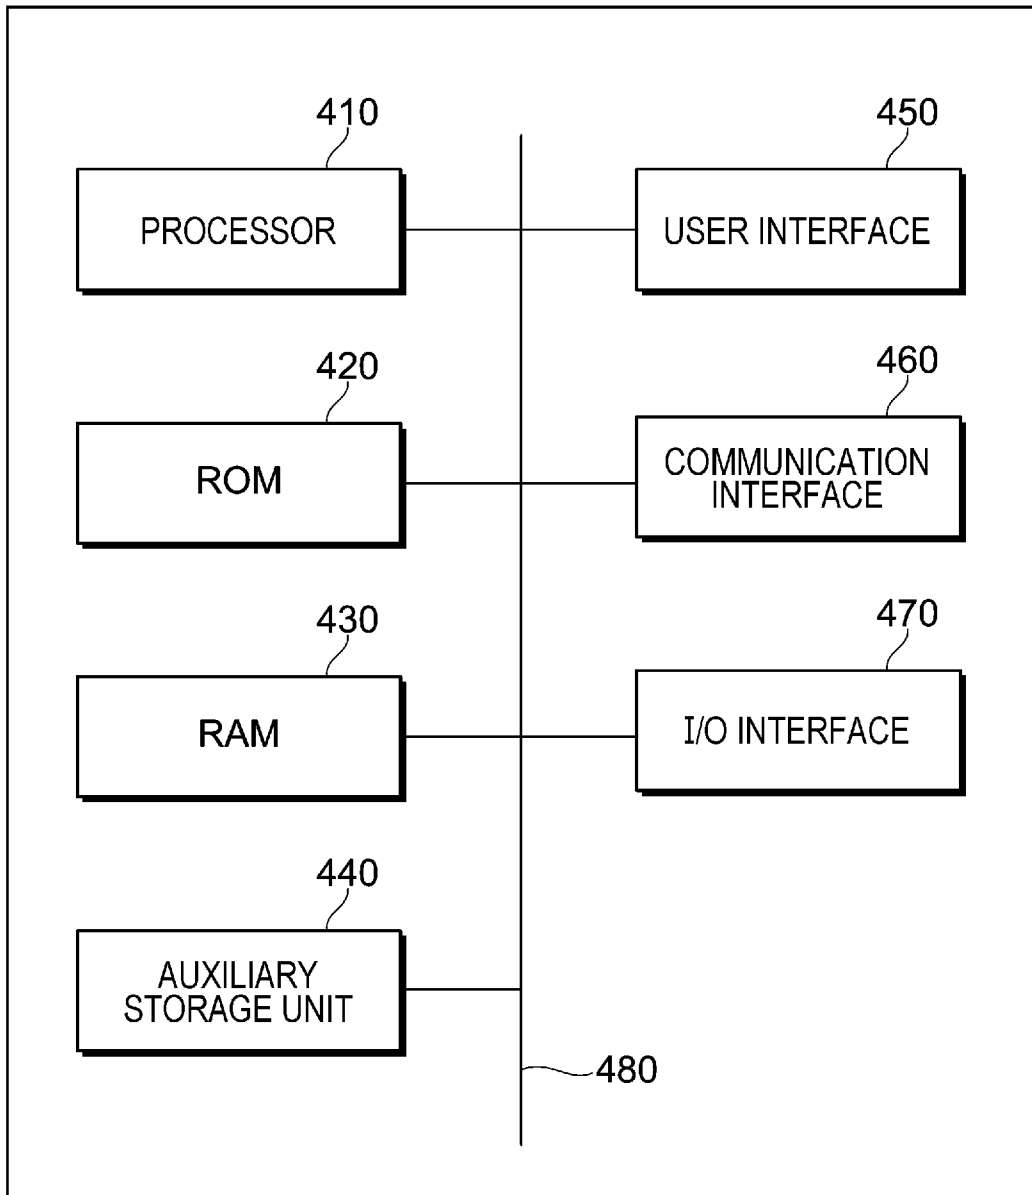 410
PROCESSOR
450
USER INTERFACE
420
ROM
460
COMMUNICATION
INTERFACE
430
RAM
470
I/O INTERFACE
440
AUXILIARY
STORAGE UNIT
480